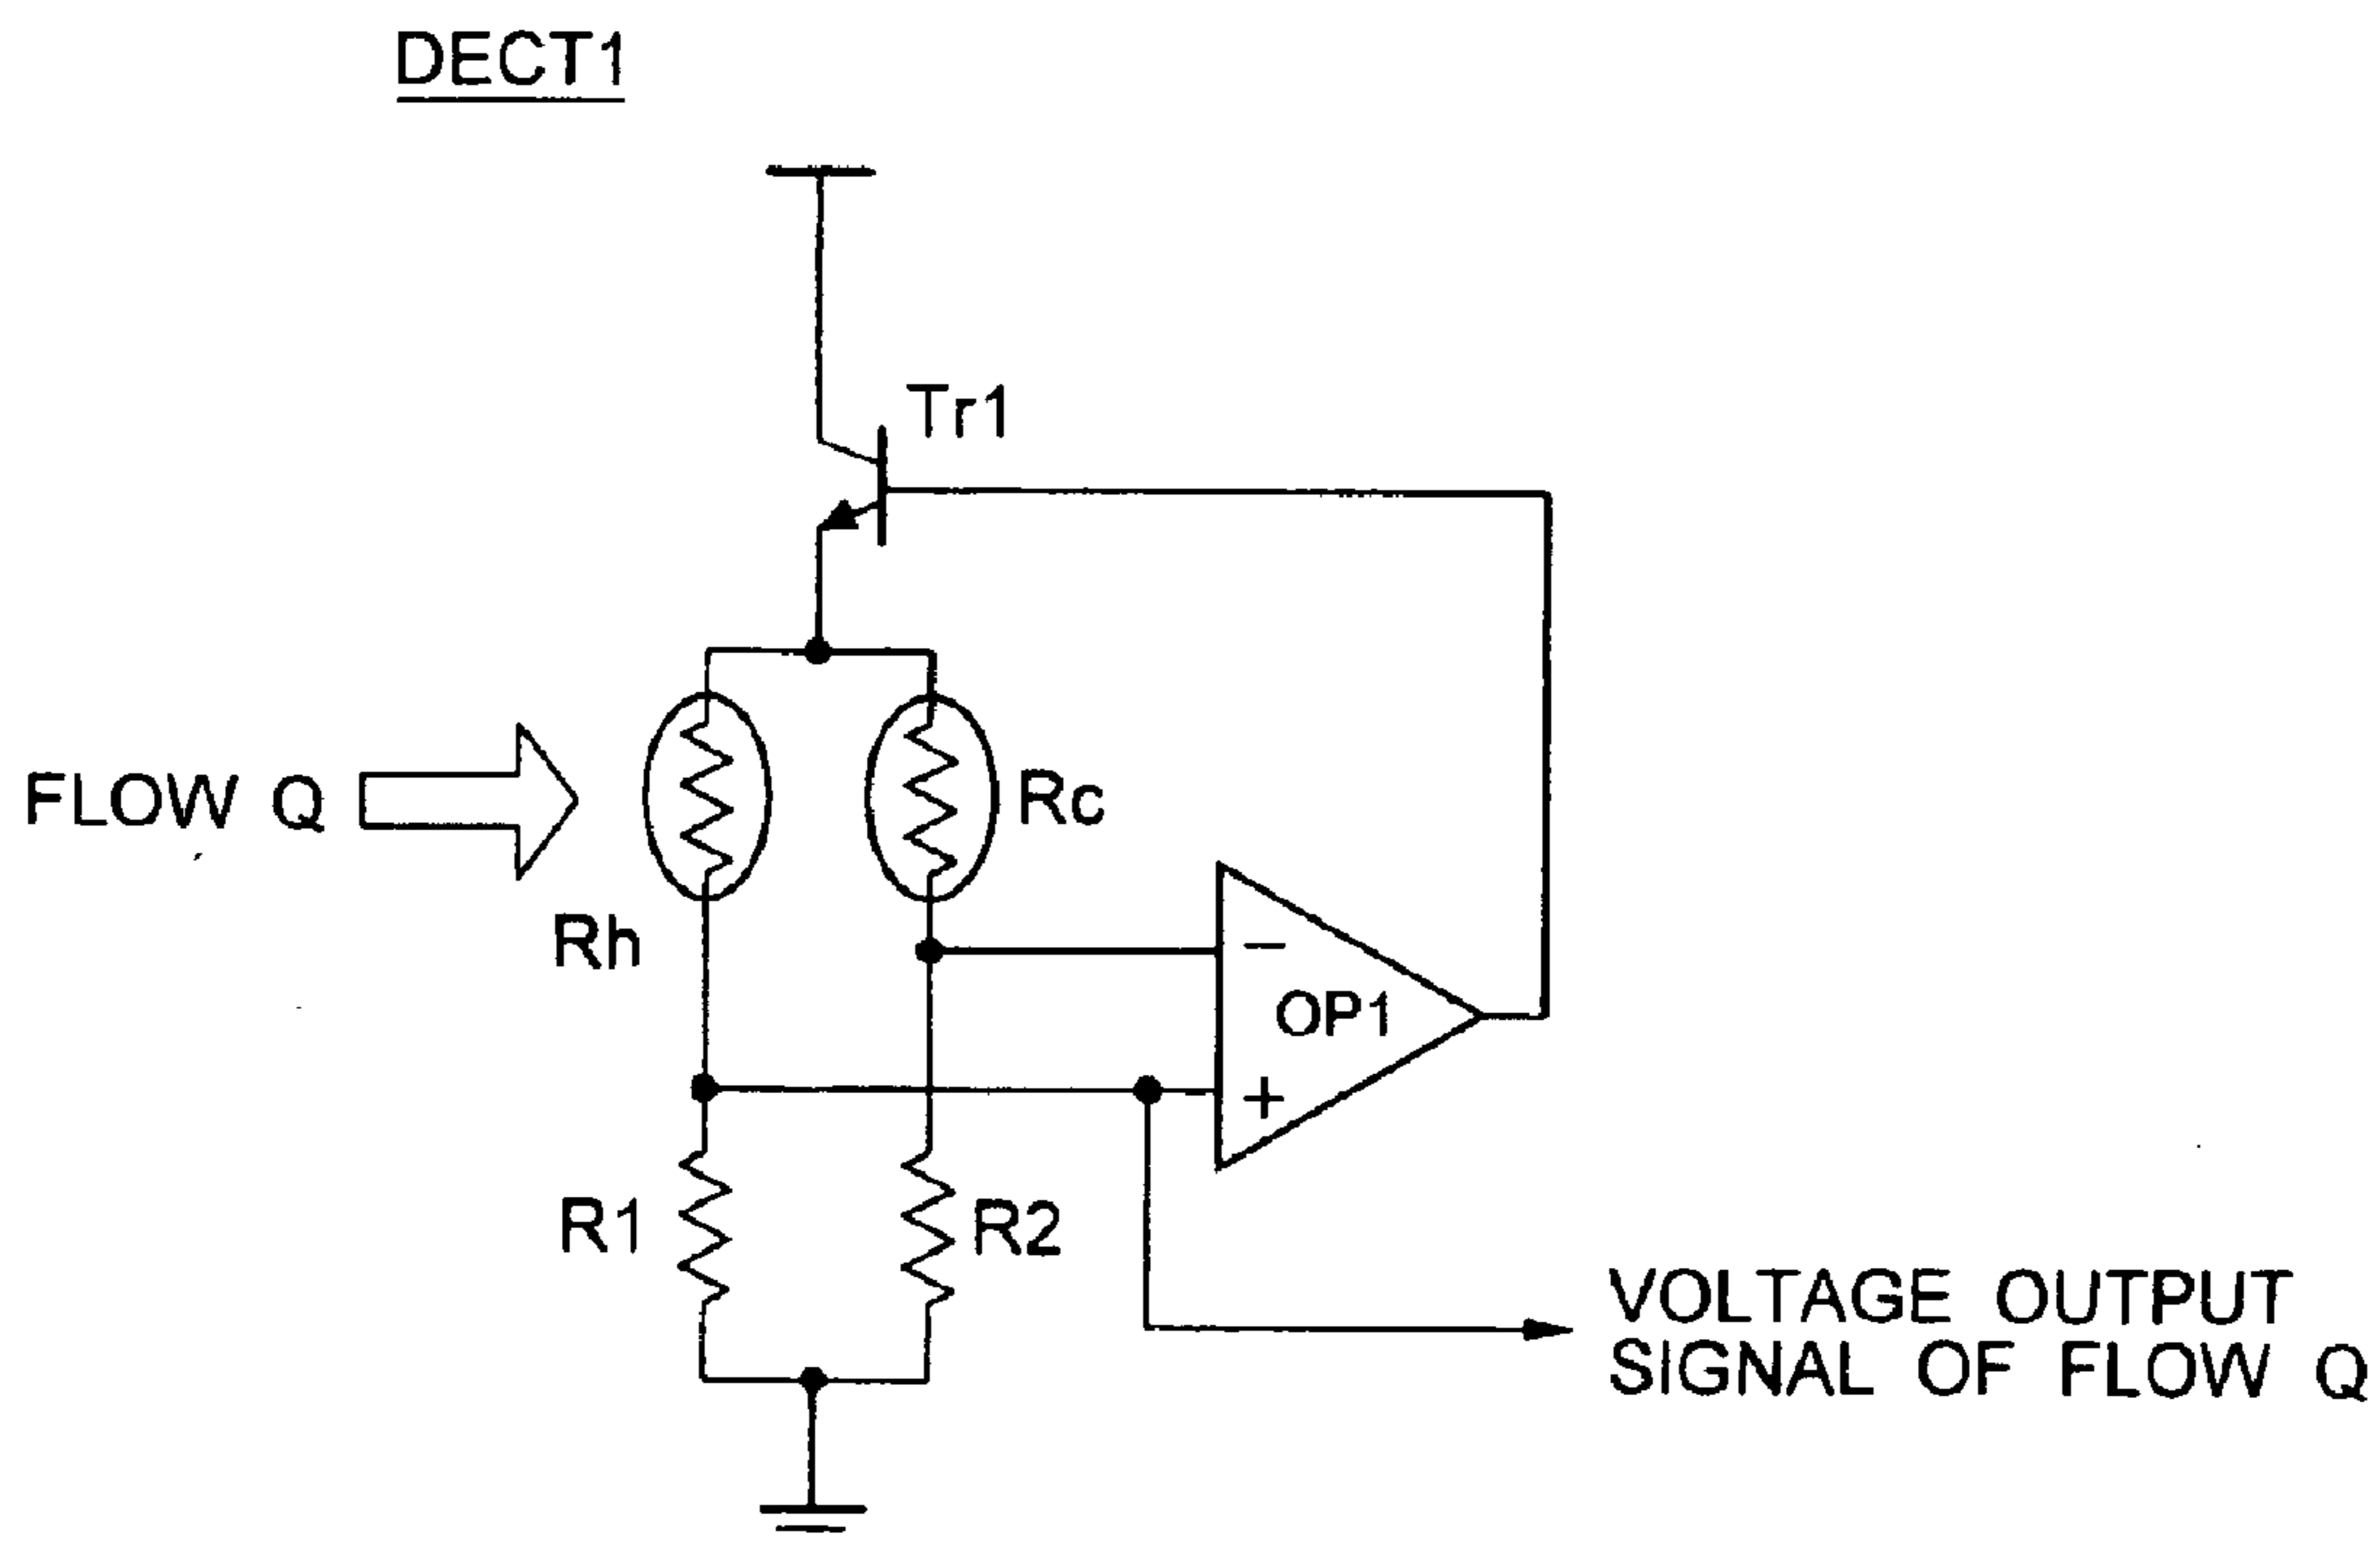 DECT1
Tr1
FLOW Q
Rc
Rh
−
OP1
+
R1
R2
VOLTAGE OUTPUT
SIGNAL OF FLOW Q